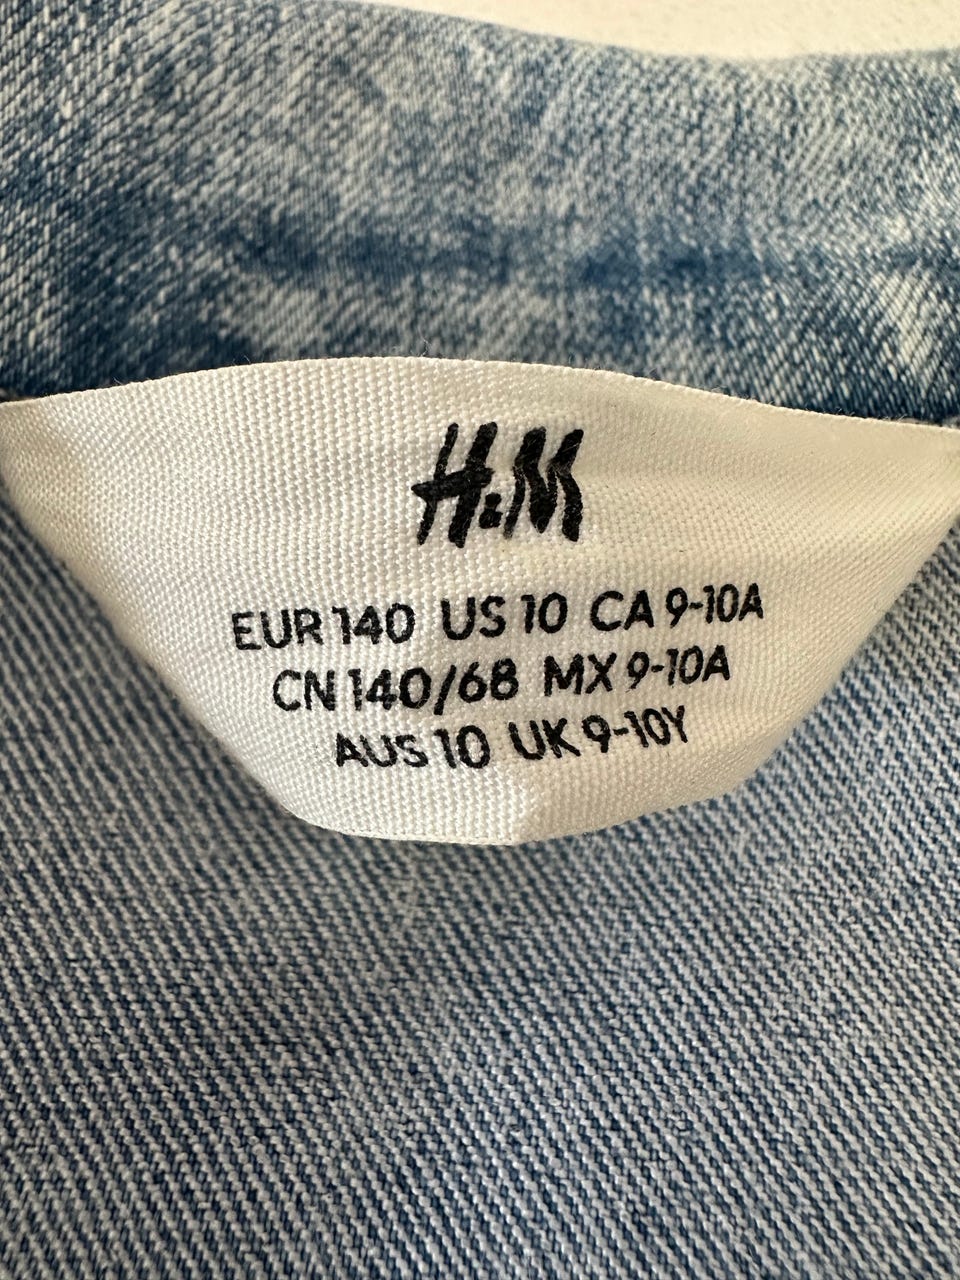 H&M
EUR 140 US 10 CA 9-10A
CN 140/68 MX 9-10A
AUS 10 UK 9-10Y